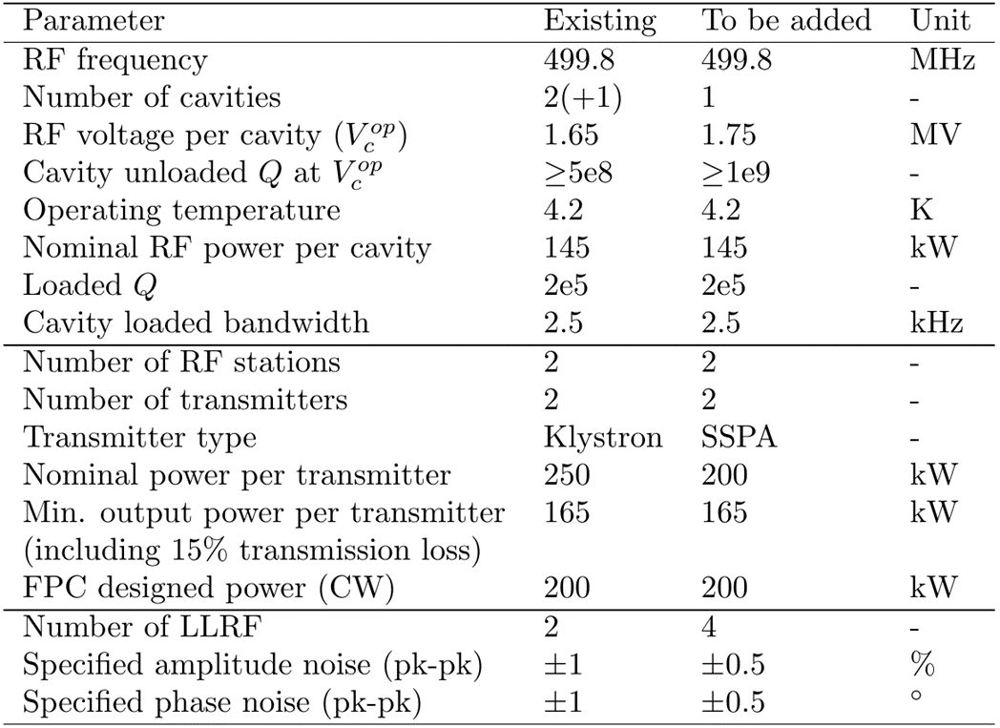 Parameter Existing To be added Unit
RF frequency 499.8 499.8 MHz
Number of cavities 2(+1) 1 -
RF voltage per cavity (V_c^{op}) 1.65 1.75 MV
Cavity unloaded Q at V_c^{op} ≥5e8 ≥1e9 -
Operating temperature 4.2 4.2 K
Nominal RF power per cavity 145 145 kW
Loaded Q 2e5 2e5 -
Cavity loaded bandwidth 2.5 2.5 kHz
Number of RF stations 2 2 -
Number of transmitters 2 2 -
Transmitter type Klystron SSPA -
Nominal power per transmitter 250 200 kW
Min. output power per transmitter 165 165 kW
(including 15% transmission loss)
FPC designed power (CW) 200 200 kW
Number of LLRF 2 4 -
Specified amplitude noise (pk-pk) ±1 ±0.5 %
Specified phase noise (pk-pk) ±1 ±0.5 °